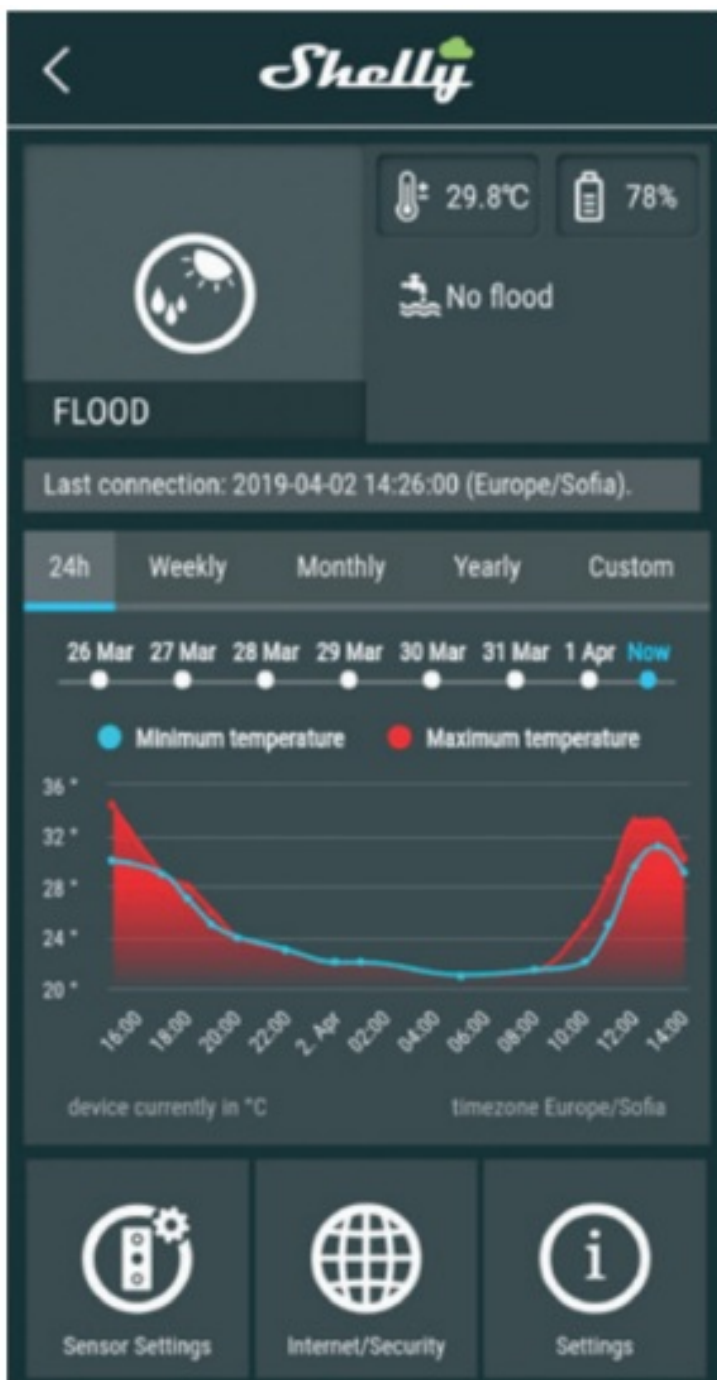 Shelly
29.8°C 78%
No flood
FLOOD
Last connection: 2019-04-02 14:26:00 (Europe/Sofia).
24h Weekly Monthly Yearly Custom
26 Mar 27 Mar 28 Mar 29 Mar 30 Mar 31 Mar 1 Apr Now
Minimum temperature Maximum temperature
36 °
32 °
28 °
24 °
20 °
16:00 18:00 20:00 22:00 2. Apr 02:00 04:00 06:00 08:00 10:00 12:00 14:00
device currently in °C timezone Europe/Sofia
Sensor Settings Internet/Security Settings